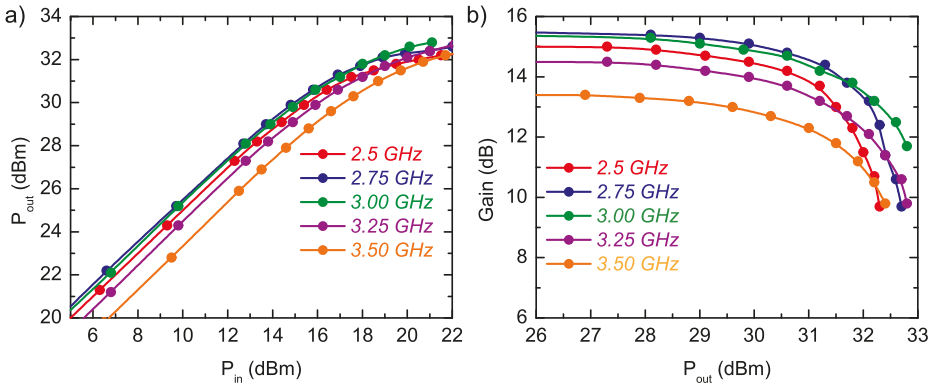 a)
34
32
30
28
26
24
22
20
P_out (dBm)
6 8 10 12 14 16 18 20 22
P_in (dBm)
2.5 GHz
2.75 GHz
3.00 GHz
3.25 GHz
3.50 GHz
b)
16
14
12
10
8
6
Gain (dB)
26 27 28 29 30 31 32 33
P_out (dBm)
2.5 GHz
2.75 GHz
3.00 GHz
3.25 GHz
3.50 GHz